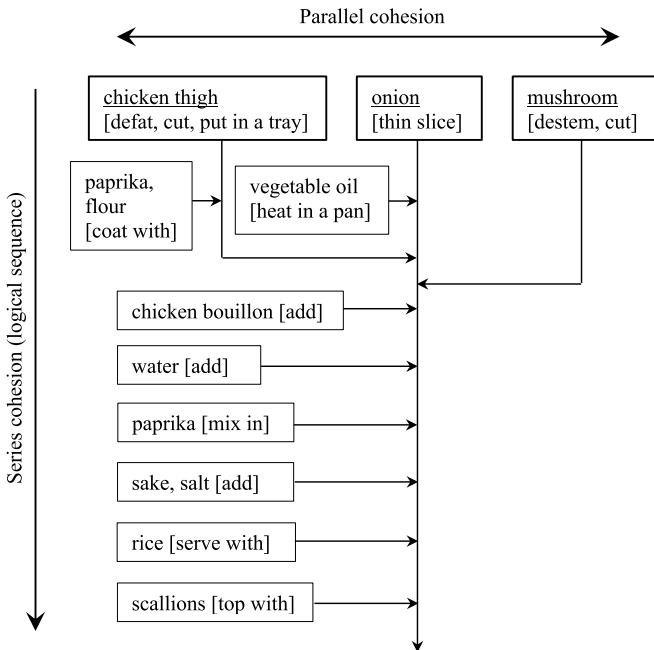 Parallel cohesion
Series cohesion (logical sequence)
chicken thigh
[defat, cut, put in a tray]
onion
[thin slice]
mushroom
[destem, cut]
paprika,
flour
[coat with]
vegetable oil
[heat in a pan]
chicken bouillon [add]
water [add]
paprika [mix in]
sake, salt [add]
rice [serve with]
scallions [top with]